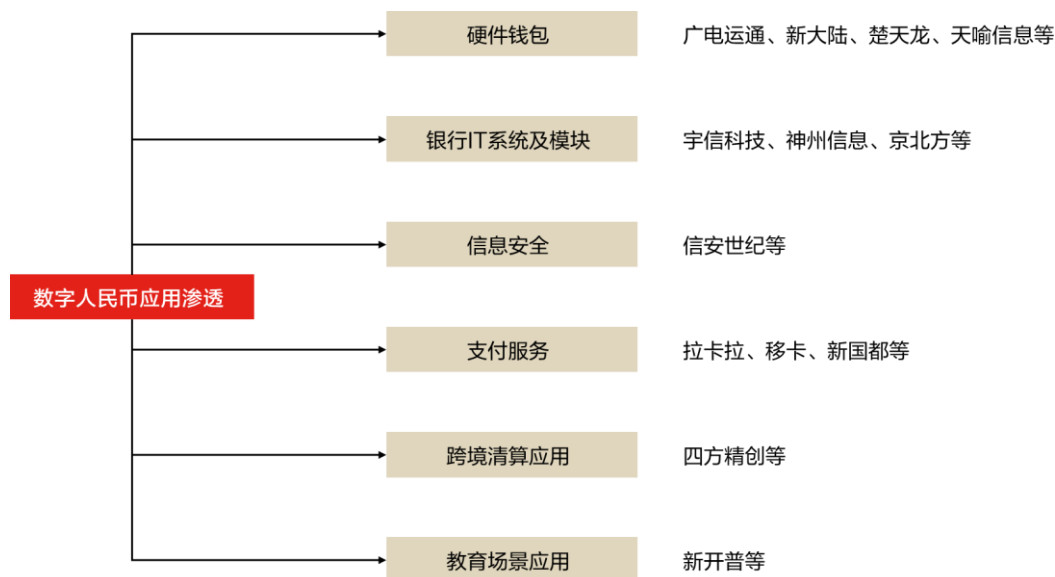 硬件钱包 广电运通、新大陆、楚天龙、天喻信息等
银行IT系统及模块 宇信科技、神州信息、京北方等
信息安全 信安世纪等
数字人民币应用渗透
支付服务 拉卡拉、移卡、新国都等
跨境清算应用 四方精创等
教育场景应用 新开普等